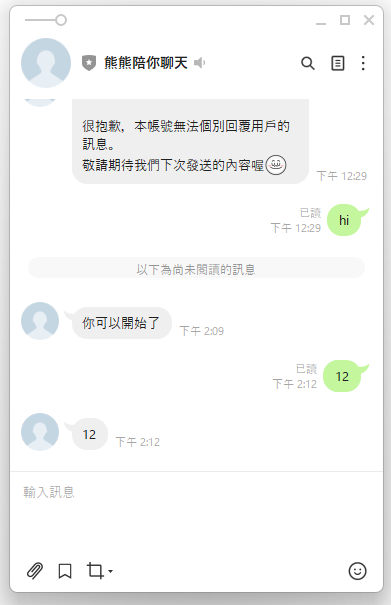 熊熊陪你聊天
很抱歉，本帳號無法個別回覆用戶的
訊息。
敬請期待我們下次發送的內容喔
下午 12:29
已讀
下午 12:29
hi
以下為尚未閱讀的訊息
你可以開始了
下午 2:09
已讀
下午 2:12
12
12
下午 2:12
輸入訊息